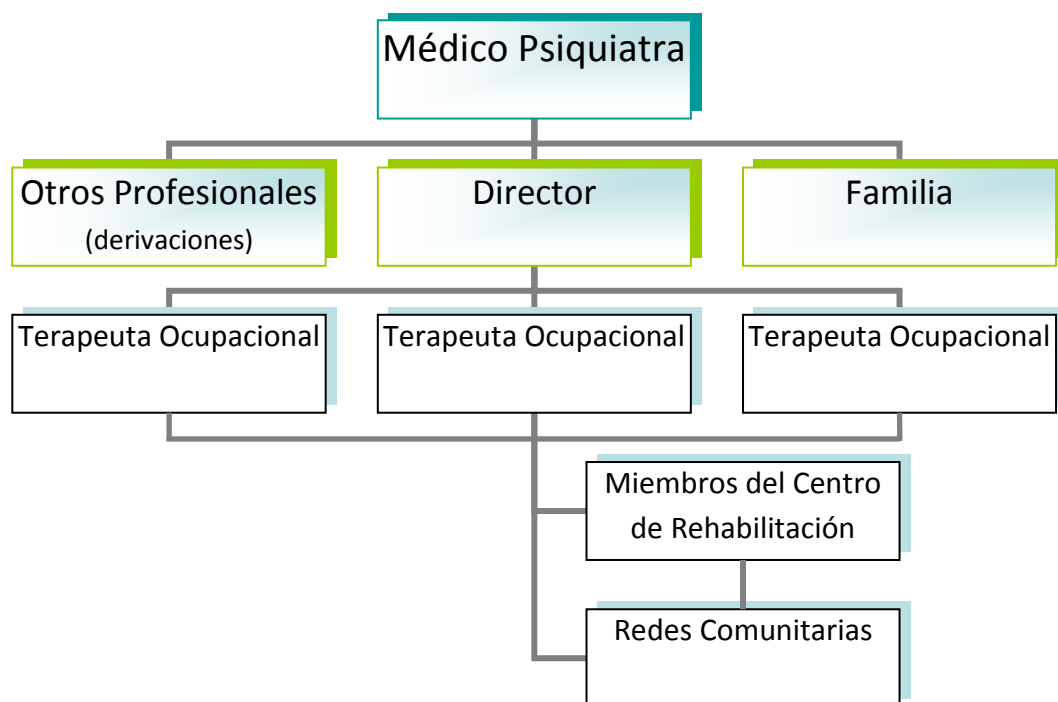 Médico Psiquiatra
Otros Profesionales
(derivaciones)
Director
Familia
Terapeuta Ocupacional
Terapeuta Ocupacional
Terapeuta Ocupacional
Miembros del Centro
de Rehabilitación
Redes Comunitarias